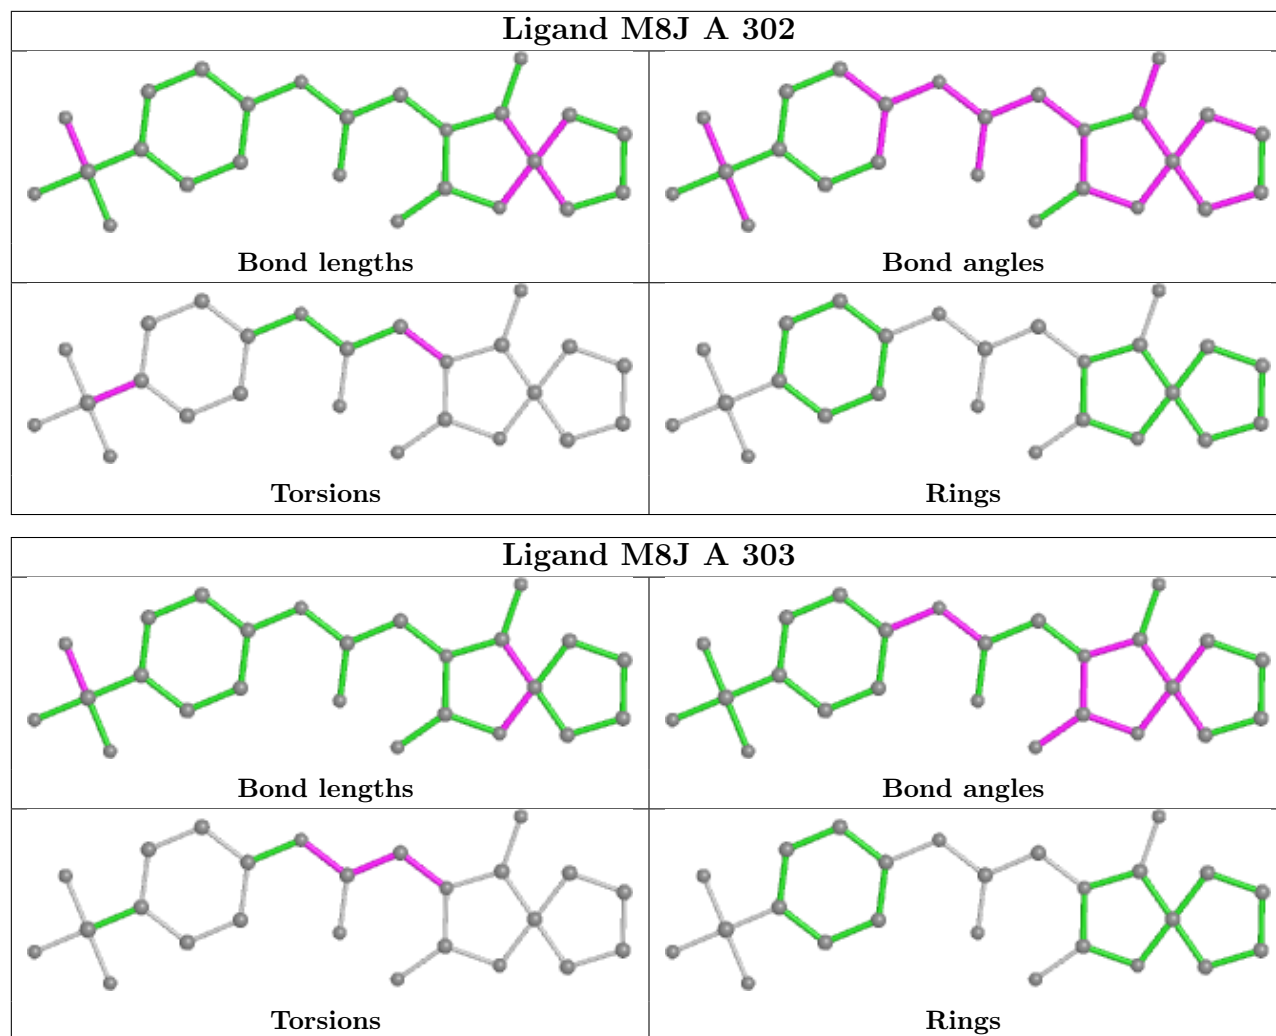 Ligand M8J A 302
Bond lengths
Bond angles
Torsions
Rings
Ligand M8J A 303
Bond lengths
Bond angles
Torsions
Rings